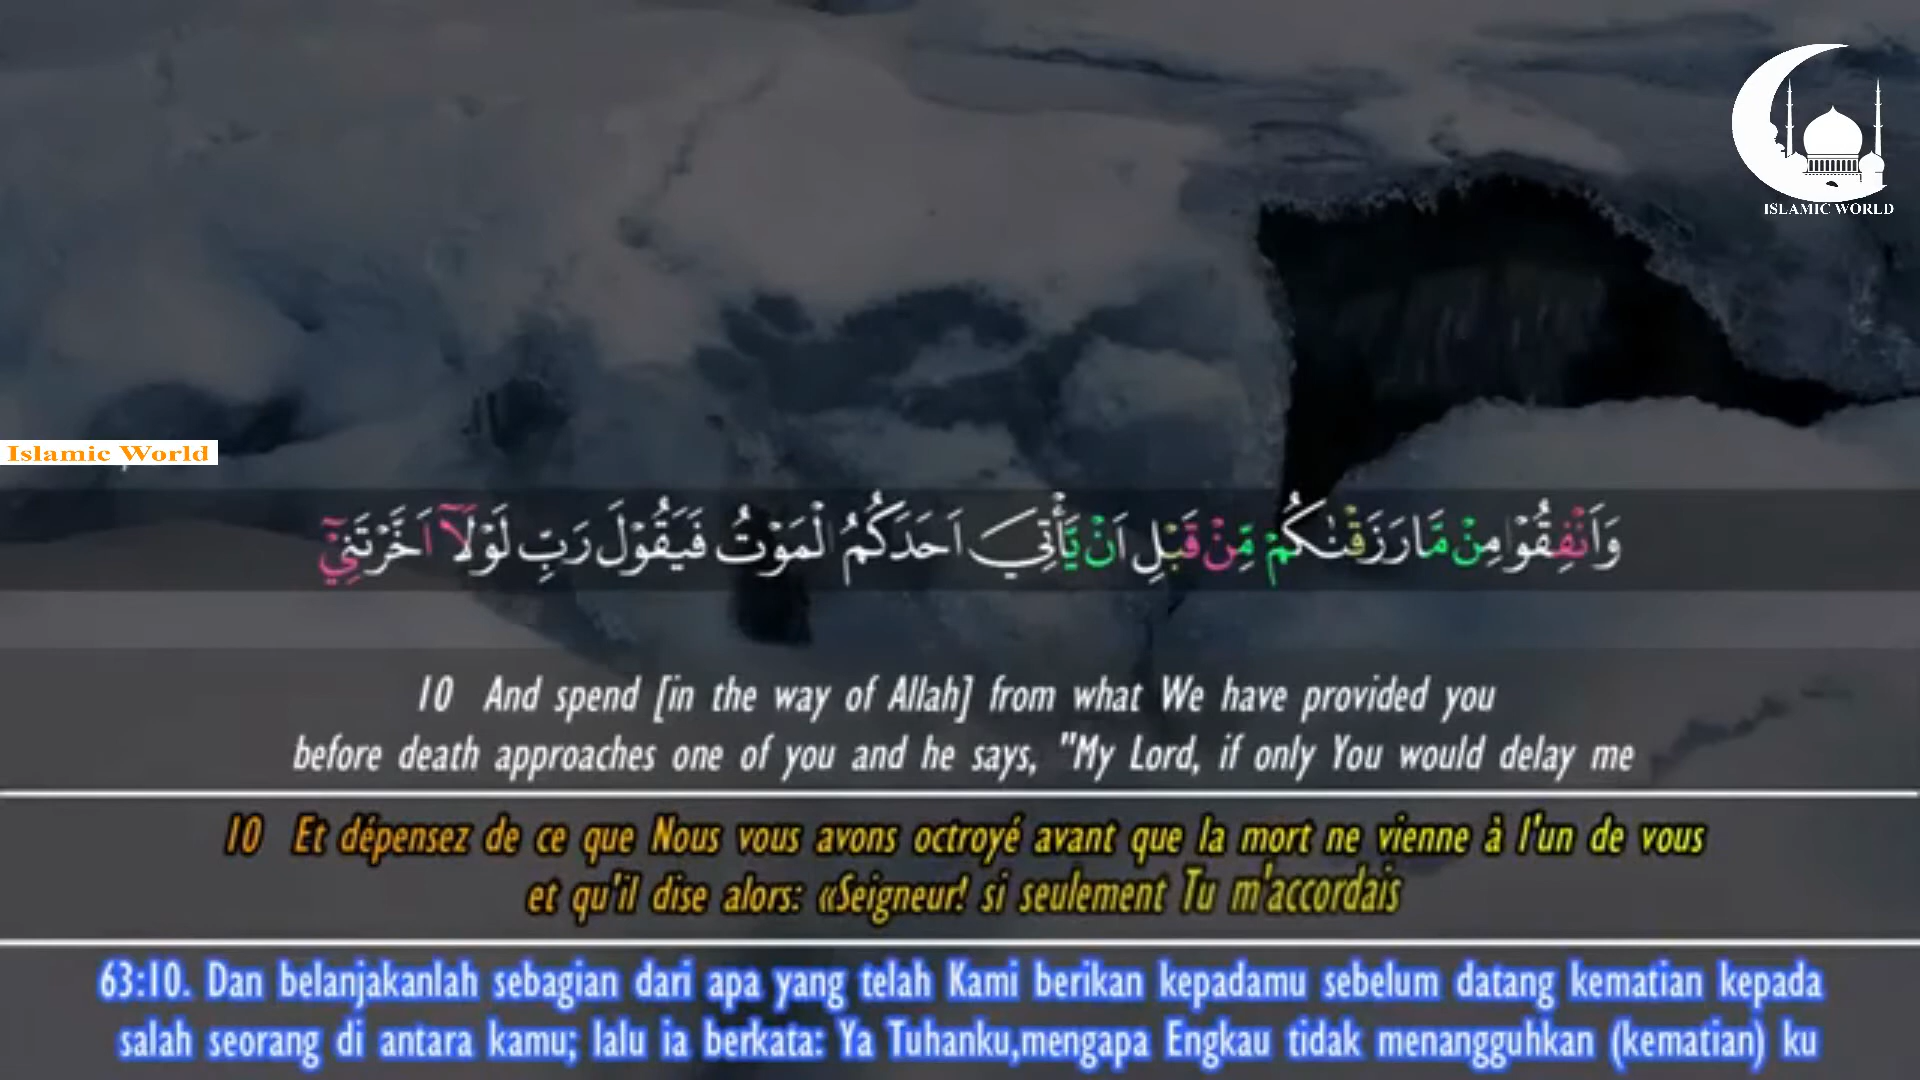 ISLAMIC WORLD
Islamic World
وَاَنْفِقُوْا مِنْ مَّا رَزَقْنٰكُمْ مِّنْ قَبْلِ اَنْ يَّأْتِيَ اَحَدَكُمُ الْمَوْتُ فَيَقُوْلَ رَبِّ لَوْلَآ اَخَّرْتَنِيْٓ
10 And spend [in the way of Allah] from what We have provided you
before death approaches one of you and he says, "My Lord, if only You would delay me
10 Et dépensez de ce que Nous vous avons octroyé avant que la mort ne vienne à l'un de vous
et qu'il dise alors: «Seigneur! si seulement Tu m'accordais
63:10. Dan belanjakanlah sebagian dari apa yang telah Kami berikan kepadamu sebelum datang kematian kepada
salah seorang di antara kamu; lalu ia berkata: Ya Tuhanku,mengapa Engkau tidak menangguhkan (kematian) ku